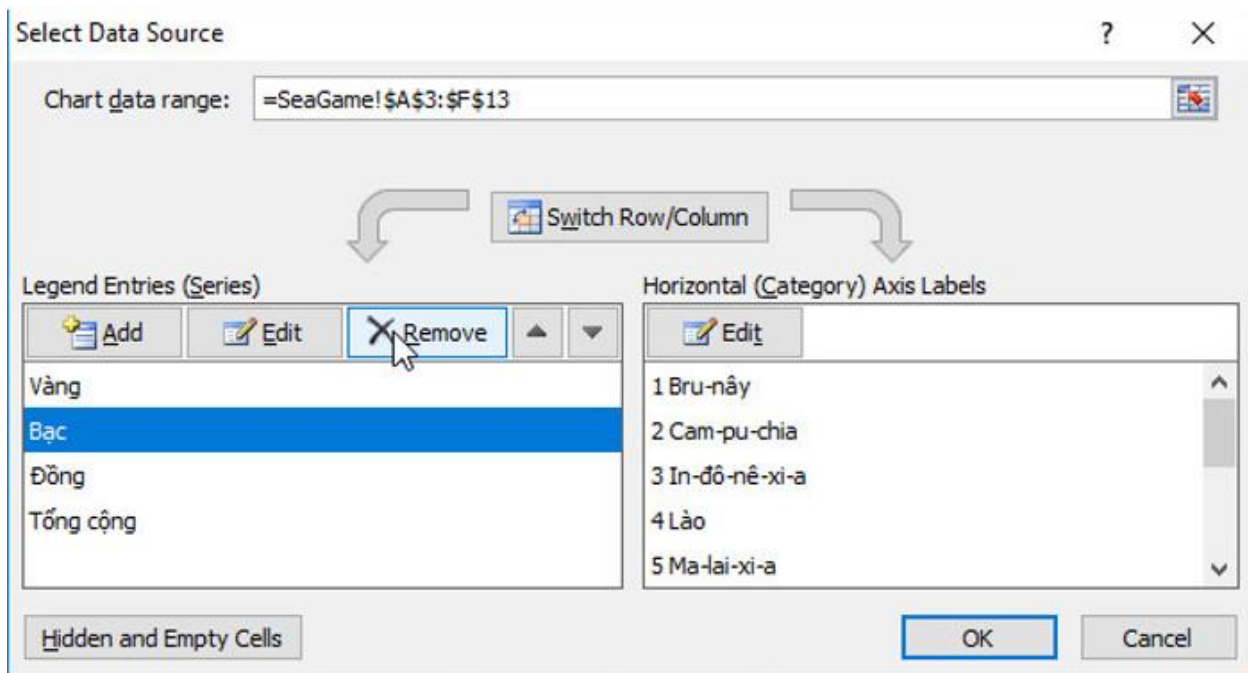 Select Data Source ?
Chart data range: =SeaGame!$A$3:$F$13
Switch Row/Column
Legend Entries (Series)
Add Edit Remove
Vàng
Bạc
Đồng
Tổng cộng
Horizontal (Category) Axis Labels
Edit
1 Bru-nây
2 Cam-pu-chia
3 In-đô-nê-xi-a
4 Lào
5 Ma-lai-xi-a
Hidden and Empty Cells OK Cancel